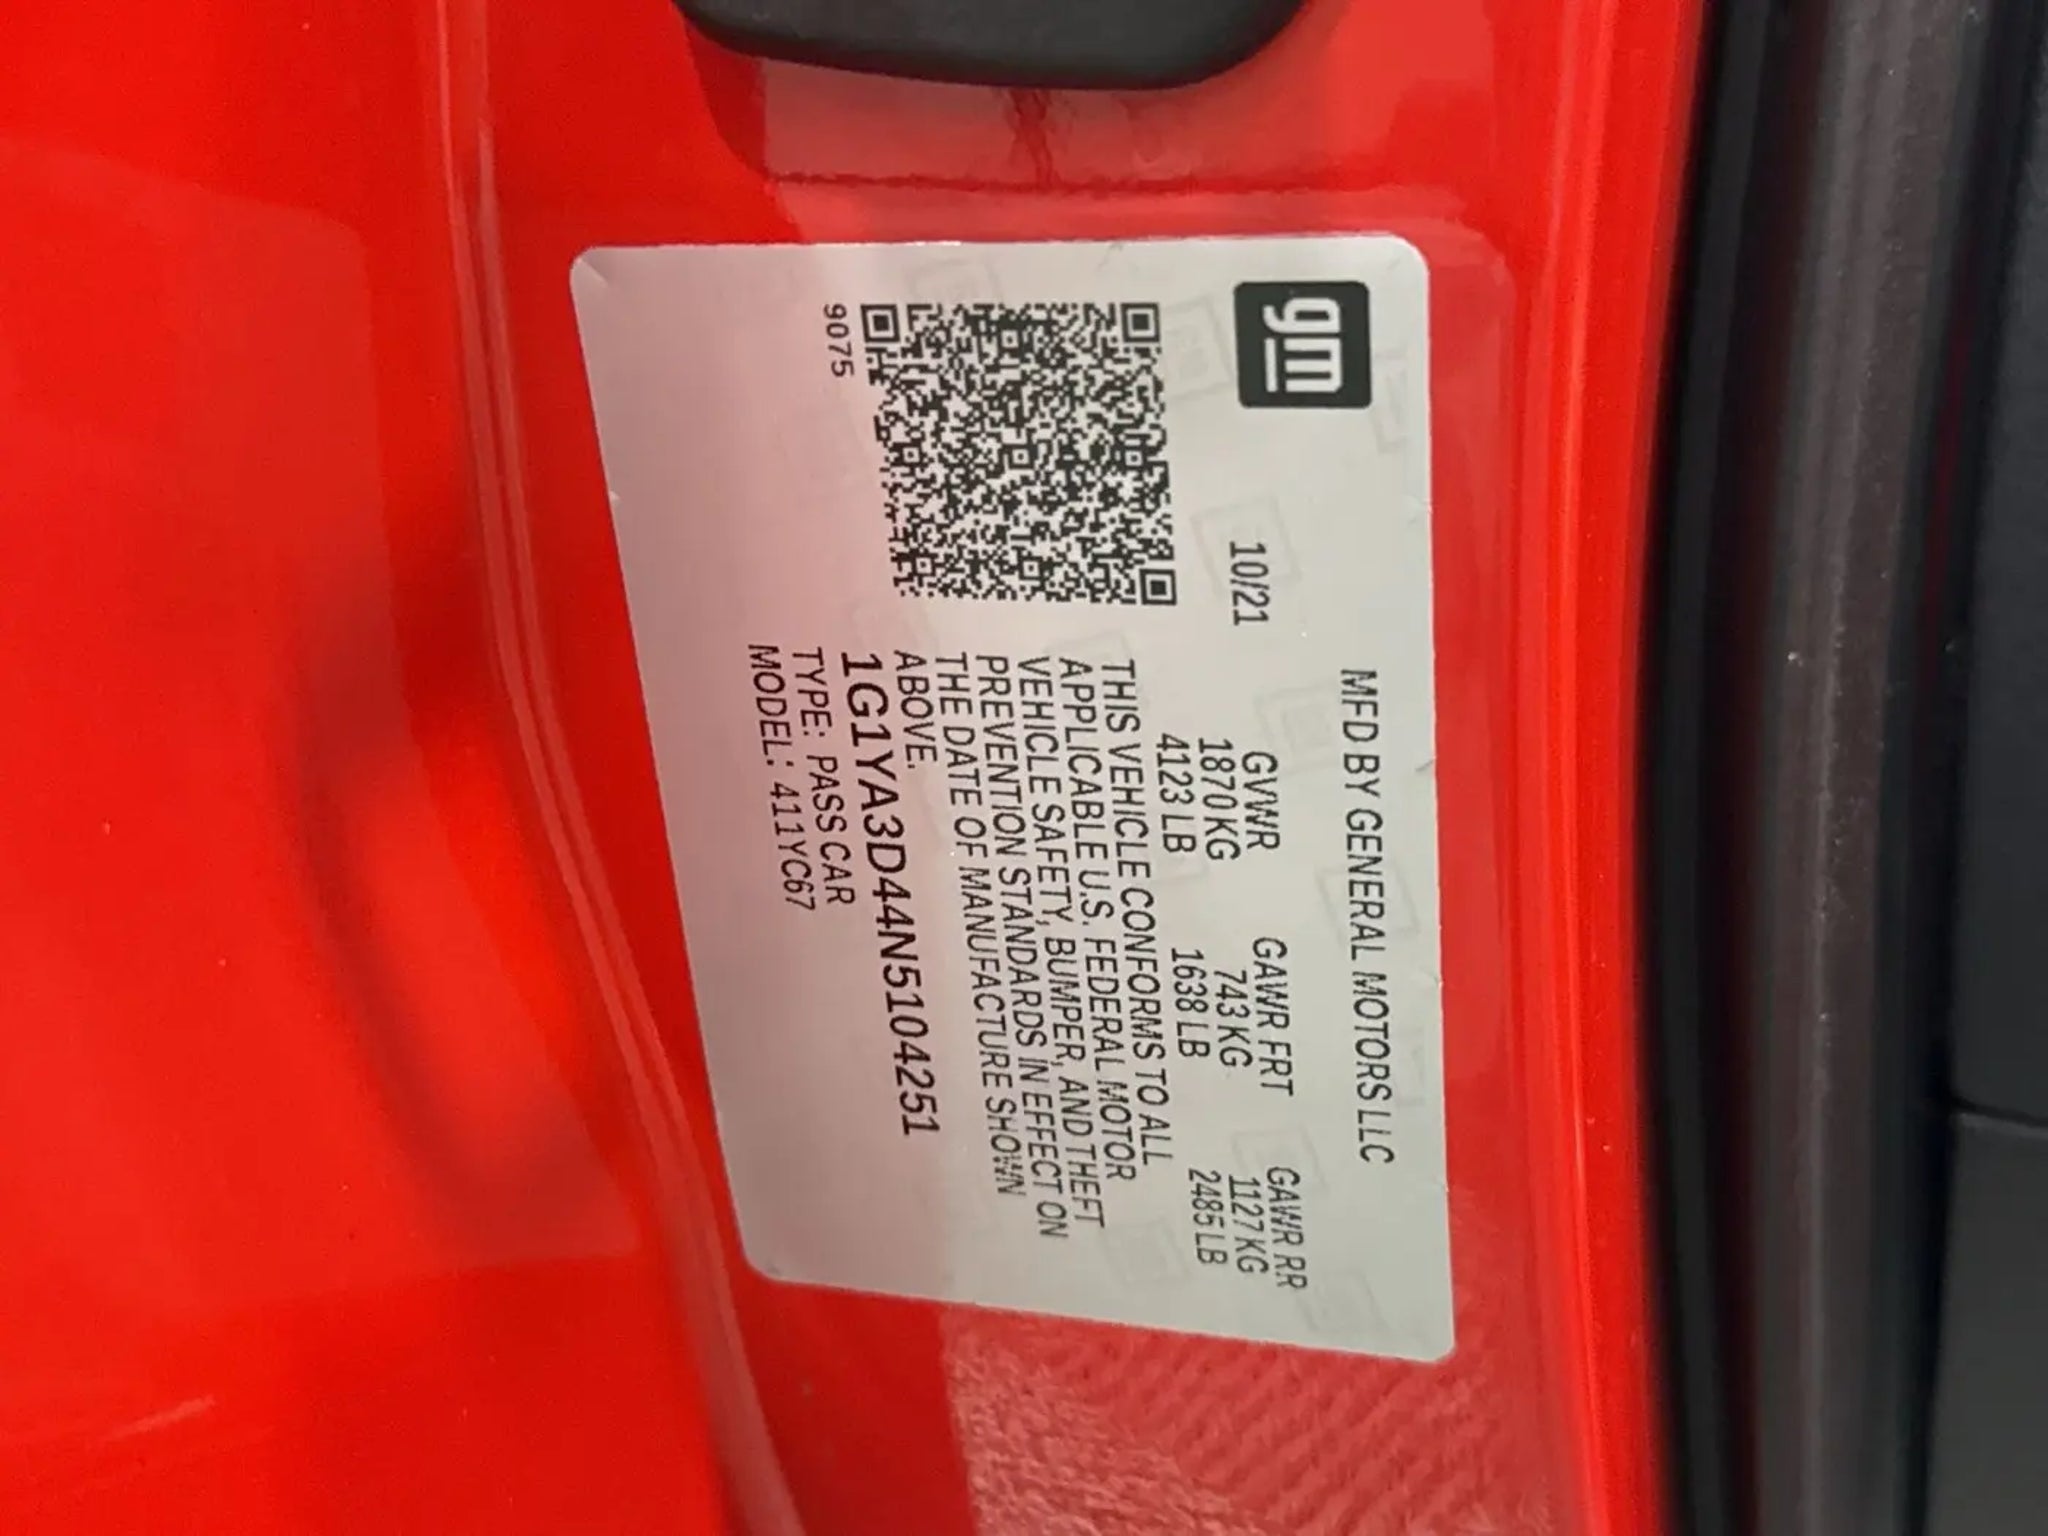 gm
MFD BY GENERAL MOTORS LLC
10/21
GVWR GAWR FRT GAWR RR
1870 KG 743 KG 1127 KG
4123 LB 1638 LB 2485 LB
THIS VEHICLE CONFORMS TO ALL
APPLICABLE U.S. FEDERAL MOTOR
VEHICLE SAFETY, BUMPER, AND THEFT
PREVENTION STANDARDS IN EFFECT ON
THE DATE OF MANUFACTURE SHOWN
ABOVE.
1G1YA3D44N5104251
TYPE: PASS CAR
MODEL: 411YC67
9075